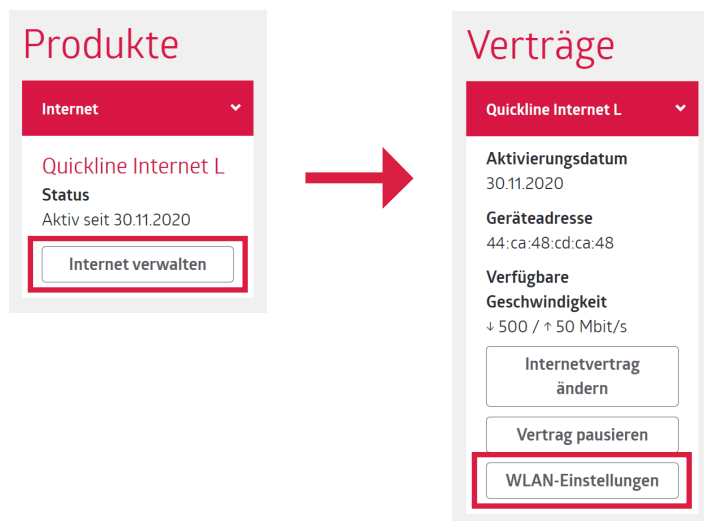 Produkte
Internet
Quickline Internet L
Status
Aktiv seit 30.11.2020
Internet verwalten
Verträge
Quickline Internet L
Aktivierungsdatum
30.11.2020
Geräteadresse
44:ca:48:cd:ca:48
Verfügbare
Geschwindigkeit
↓ 500 / ↑ 50 Mbit/s
Internetvertrag
ändern
Vertrag pausieren
WLAN-Einstellungen